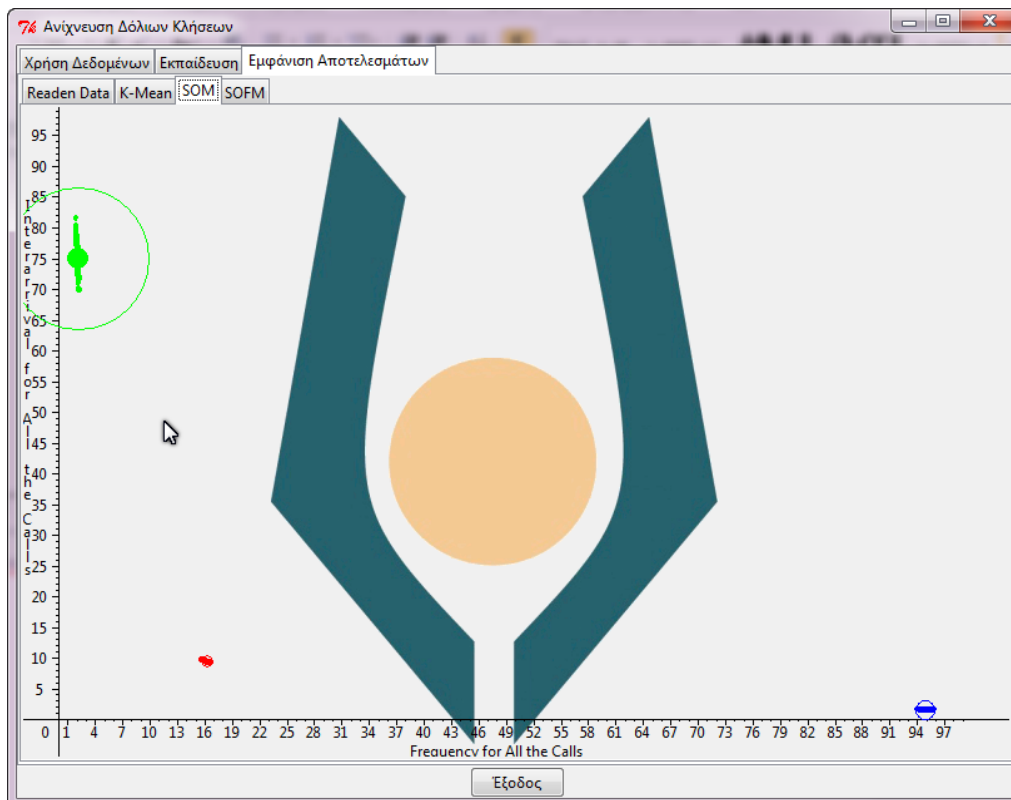 Ανίχνευση Δόλιων Κλήσεων
Χρήση Δεδομένων Εκπαίδευση Εμφάνιση Αποτελεσμάτων
Readen Data K-Mean SOM SOFM
95
90
85
80
75
70
65
60
55
50
45
40
35
30
25
20
15
10
5
Interarrival for All the Calls
0 1 4 7 10 13 16 19 22 25 28 31 34 37 40 43 46 49 52 55 58 61 64 67 70 73 76 79 82 85 88 91 94 97
Frequency for All the Calls
Έξοδος